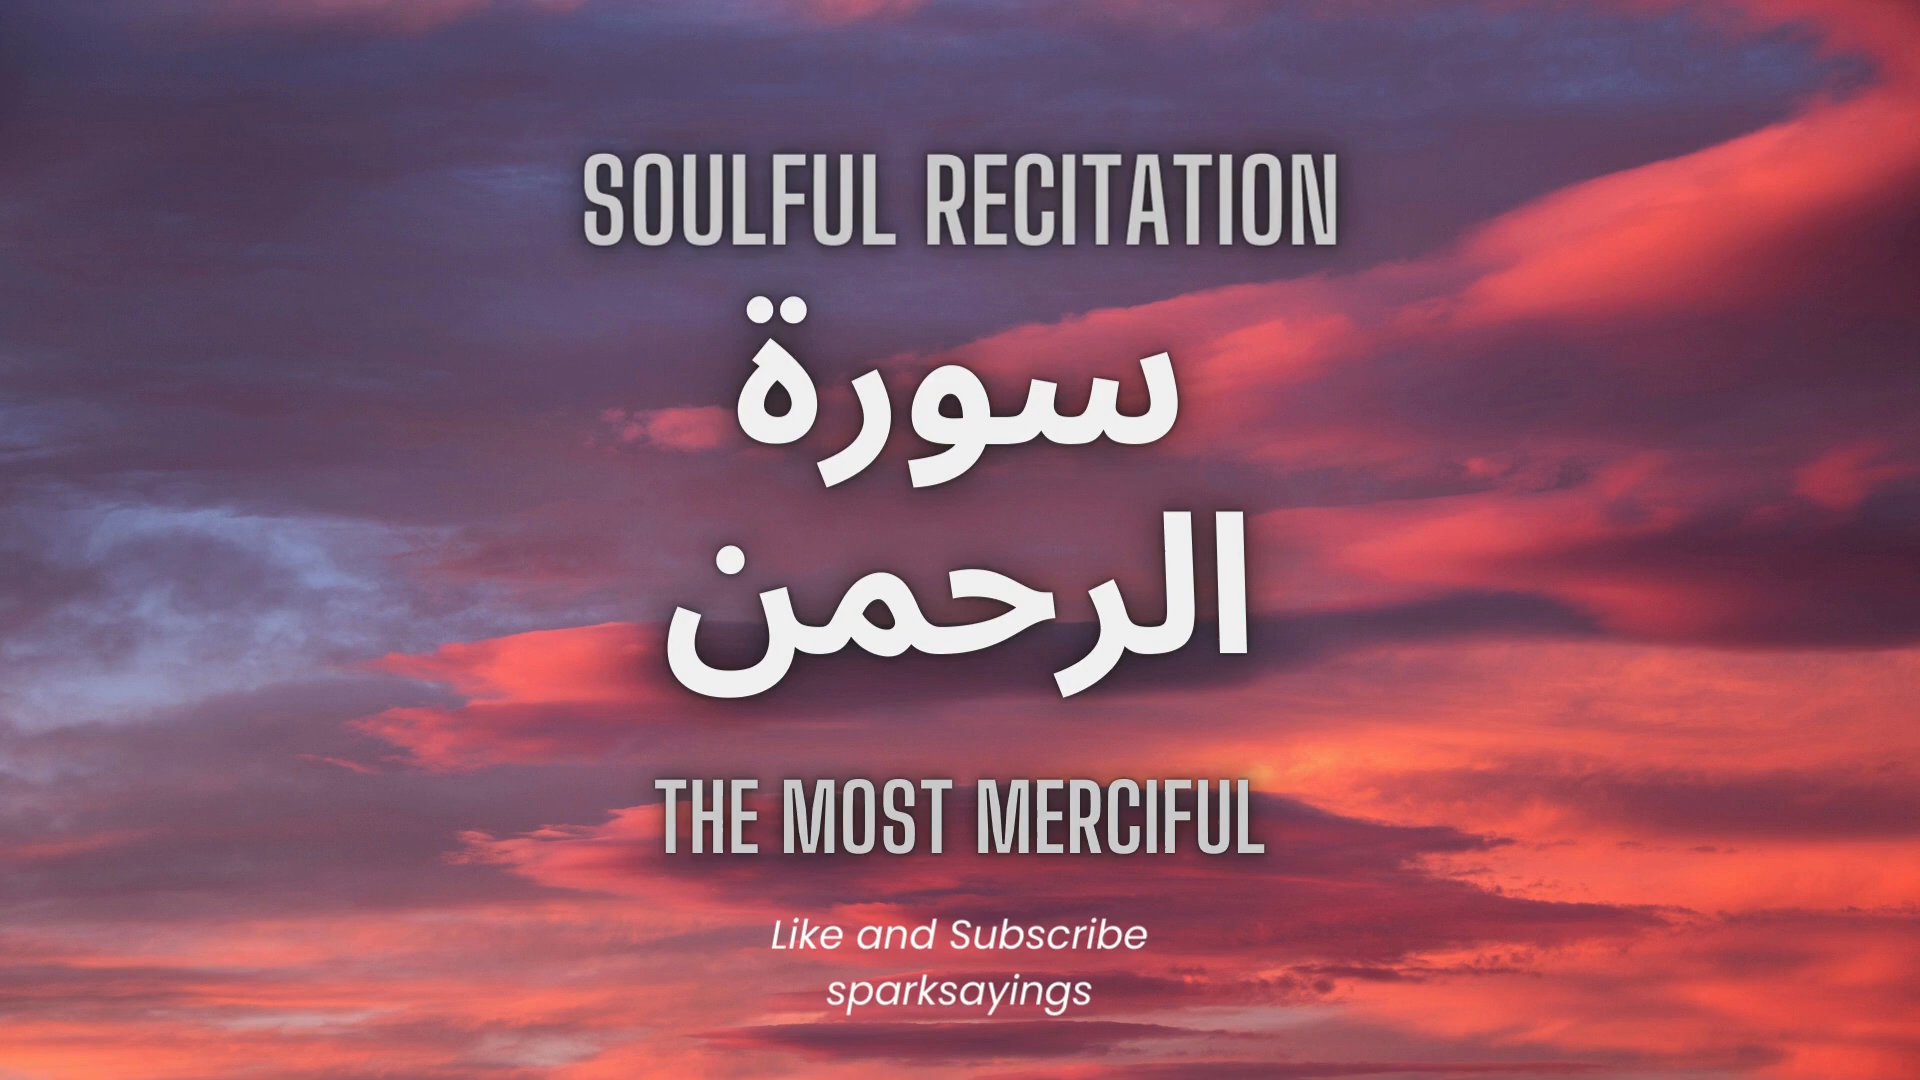 SOULFUL RECITATION
سورة
الرحمن
THE MOST MERCIFUL
Like and Subscribe
sparksayings